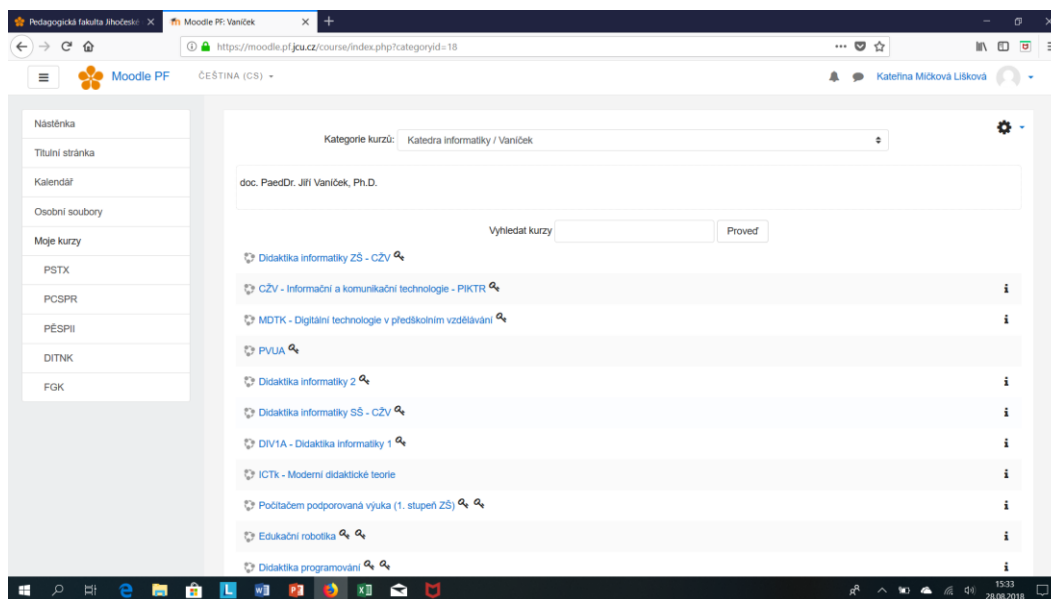 Pedagogická fakulta Jihočeské
Moodle PF: Vaníček
https://moodle.pf.jcu.cz/course/index.php?categoryid=18
Moodle PF
ČEŠTINA (CS)
Kateřina Míčková Lišková
Nástěnka
Titulní stránka
Kalendář
Osobní soubory
Moje kurzy
PSTX
PCSPR
PĚSPII
DITNK
FGK
Kategorie kurzů: Katedra informatiky / Vaníček
doc. PaedDr. Jiří Vaníček, Ph.D.
Vyhledat kurzy
Proveď
Didaktika informatiky ZŠ - CŽV
CŽV - Informační a komunikační technologie - PIKTR
MDTK - Digitální technologie v předškolním vzdělávání
PVUA
Didaktika informatiky 2
Didaktika informatiky SŠ - CŽV
DIV1A - Didaktika informatiky 1
ICTk - Moderní didaktické teorie
Počítačem podporovaná výuka (1. stupeň ZŠ)
Edukační robotika
Didaktika programování
15:33
28.08.2018